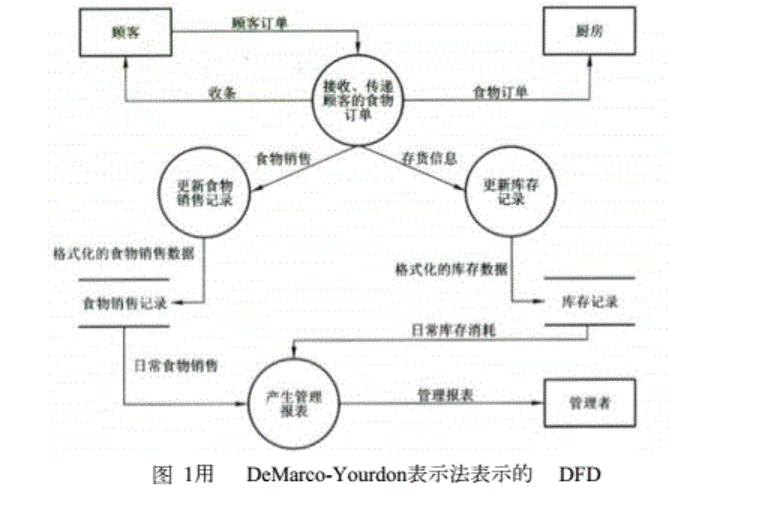 顾客
顾客订单
厨房
收条
接收、传递
顾客的食物
订单
食物订单
食物销售
存货信息
更新食物
销售记录
更新库存
记录
格式化的食物销售数据
格式化的库存数据
食物销售记录
库存记录
日常库存消耗
日常食物销售
产生管理
报表
管理报表
管理者
图 1用 DeMarco-Yourdon表示法表示的 DFD